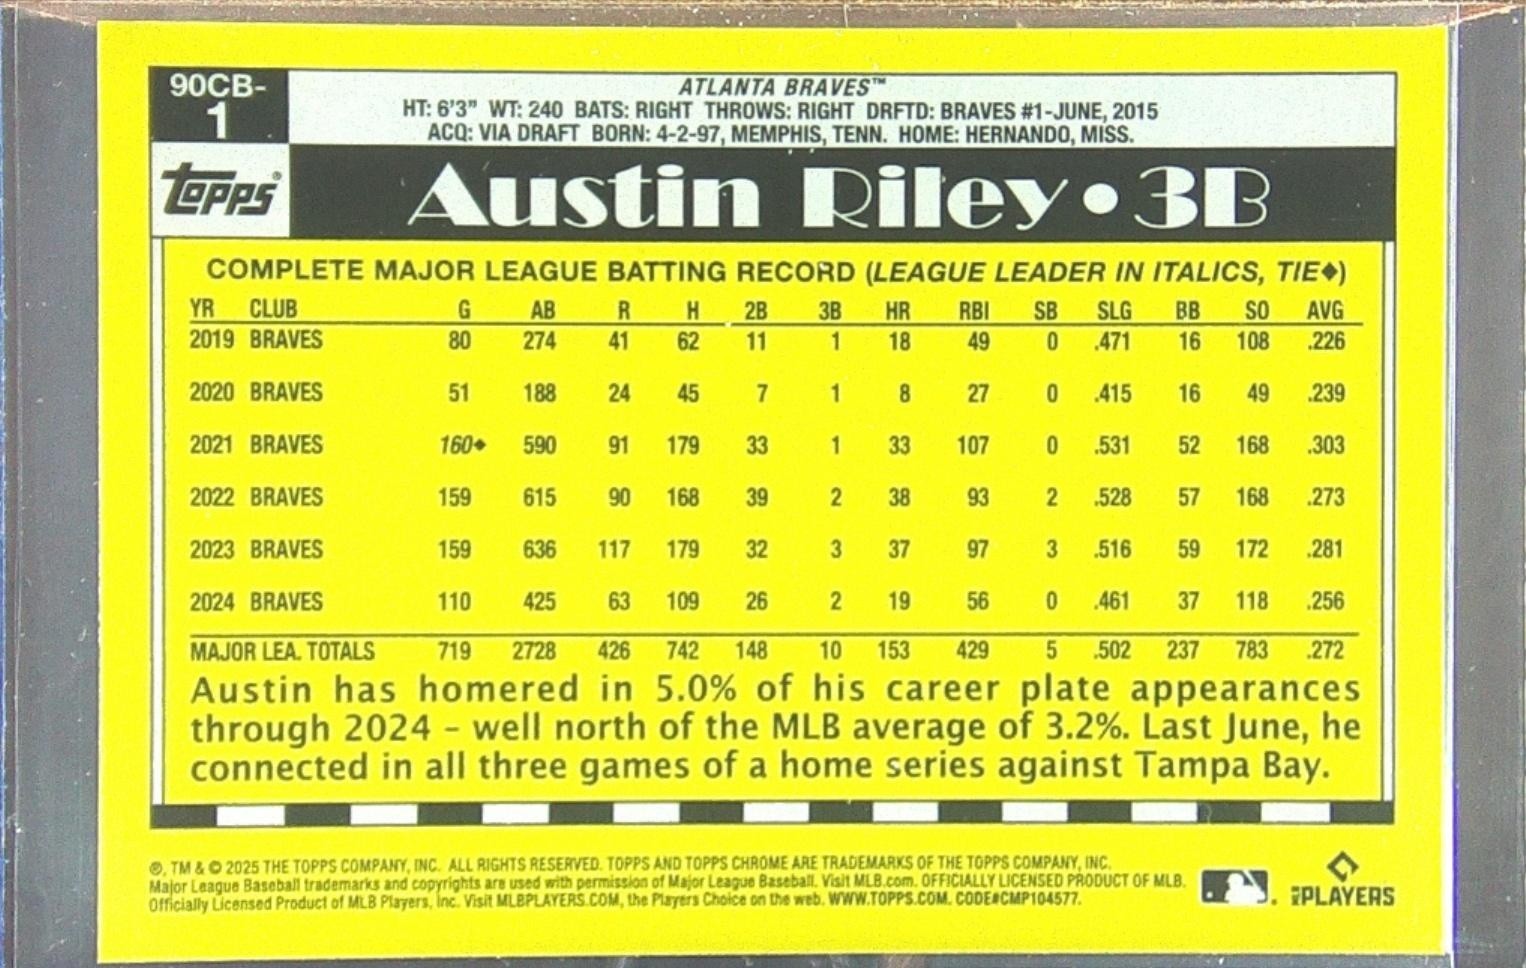 90CB-
1
ATLANTA BRAVES™
HT: 6'3" WT: 240 BATS: RIGHT THROWS: RIGHT DRFTD: BRAVES #1-JUNE, 2015
ACQ: VIA DRAFT BORN: 4-2-97, MEMPHIS, TENN. HOME: HERNANDO, MISS.
topps®
Austin Riley • 3B
COMPLETE MAJOR LEAGUE BATTING RECORD (LEAGUE LEADER IN ITALICS, TIE◆)
YR CLUB G AB R H 2B 3B HR RBI SB SLG BB SO AVG
2019 BRAVES 80 274 41 62 11 1 18 49 0 .471 16 108 .226
2020 BRAVES 51 188 24 45 7 1 8 27 0 .415 16 49 .239
2021 BRAVES 160◆ 590 91 179 33 1 33 107 0 .531 52 168 .303
2022 BRAVES 159 615 90 168 39 2 38 93 2 .528 57 168 .273
2023 BRAVES 159 636 117 179 32 3 37 97 3 .516 59 172 .281
2024 BRAVES 110 425 63 109 26 2 19 56 0 .461 37 118 .256
MAJOR LEA. TOTALS 719 2728 426 742 148 10 153 429 5 .502 237 783 .272
Austin has homered in 5.0% of his career plate appearances
through 2024 – well north of the MLB average of 3.2%. Last June, he
connected in all three games of a home series against Tampa Bay.
®, TM & © 2025 THE TOPPS COMPANY, INC. ALL RIGHTS RESERVED. TOPPS AND TOPPS CHROME ARE TRADEMARKS OF THE TOPPS COMPANY, INC.
Major League Baseball trademarks and copyrights are used with permission of Major League Baseball. Visit MLB.com. OFFICIALLY LICENSED PRODUCT OF MLB.
Officially Licensed Product of MLB Players, Inc. Visit MLBPLAYERS.COM, the Players Choice on the web. WWW.TOPPS.COM. CODE#CMP104577.
MLB PLAYERS